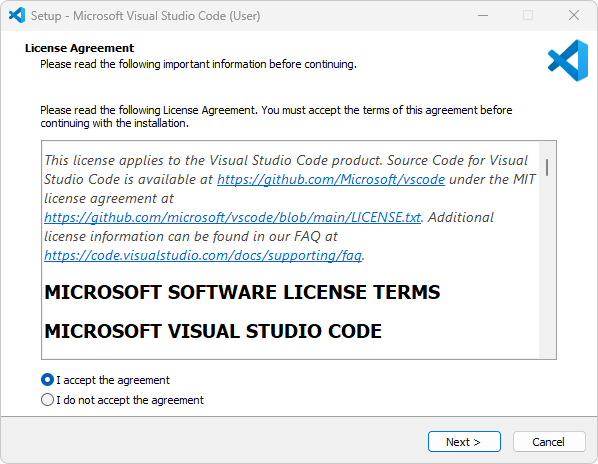 Setup - Microsoft Visual Studio Code (User)
License Agreement
Please read the following important information before continuing.
Please read the following License Agreement. You must accept the terms of this agreement before
continuing with the installation.
This license applies to the Visual Studio Code product. Source Code for Visual
Studio Code is available at https://github.com/Microsoft/vscode under the MIT
license agreement at
https://github.com/microsoft/vscode/blob/main/LICENSE.txt. Additional
license information can be found in our FAQ at
https://code.visualstudio.com/docs/supporting/faq.
MICROSOFT SOFTWARE LICENSE TERMS
MICROSOFT VISUAL STUDIO CODE
I accept the agreement
I do not accept the agreement
Next >
Cancel